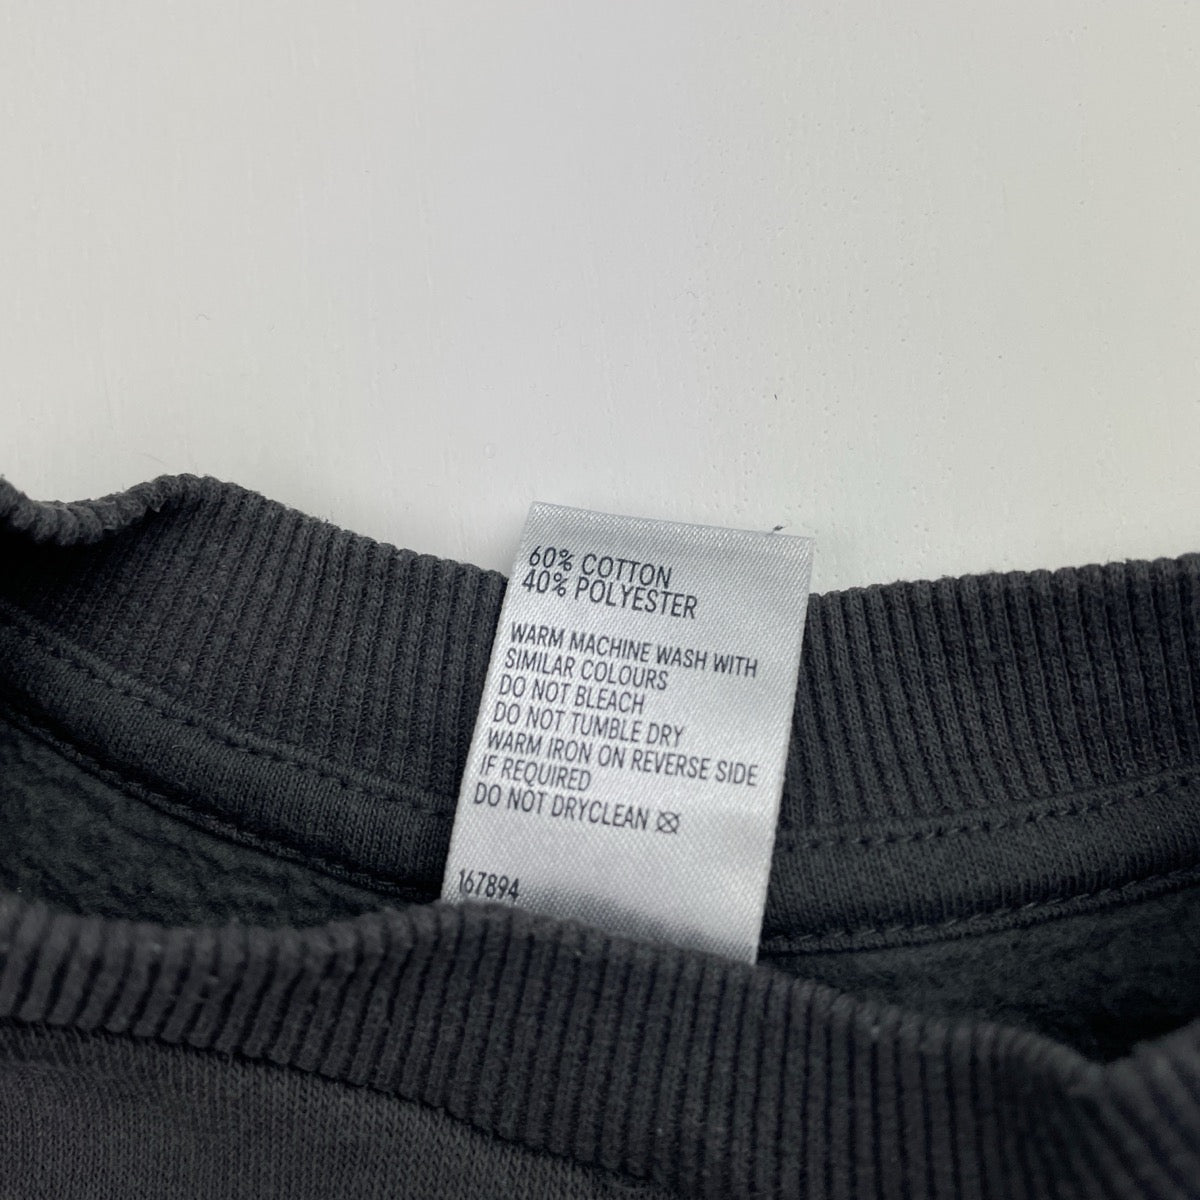 60% COTTON
40% POLYESTER
WARM MACHINE WASH WITH
SIMILAR COLOURS
DO NOT BLEACH
DO NOT TUMBLE DRY
WARM IRON ON REVERSE SIDE
IF REQUIRED
DO NOT DRYCLEAN
167894